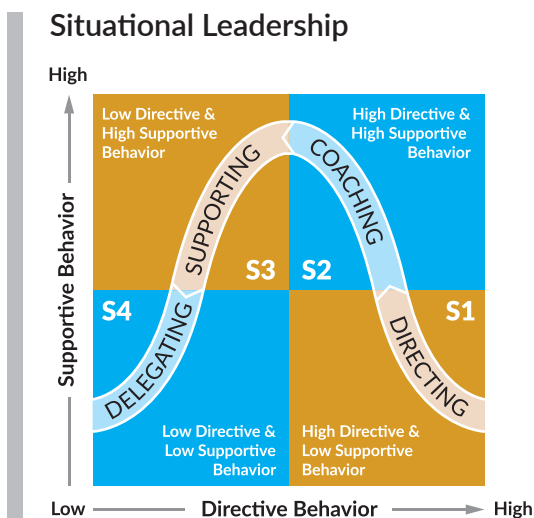 Situational Leadership
High
Low Directive &
High Supportive
Behavior
High Directive &
High Supportive
Behavior
SUPPORTING
COACHING
S3
S2
Supportive Behavior
S4
S1
DELEGATING
DIRECTING
Low Directive &
Low Supportive
Behavior
High Directive &
Low Supportive
Behavior
Low
Directive Behavior
High